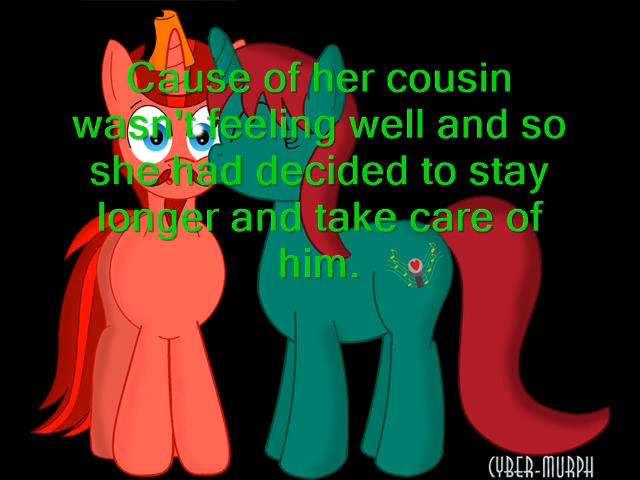 Cause of her cousin
wasn't feeling well and so
she had decided to stay
longer and take care of
him.
CYBER-MURPH